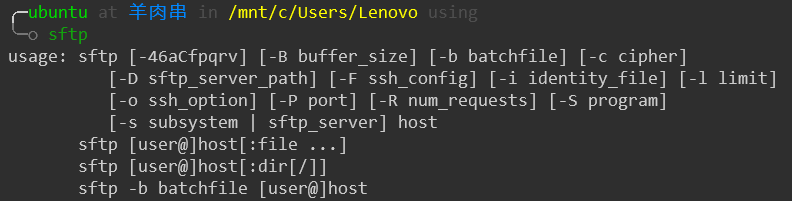 ubuntu at 羊肉串 in /mnt/c/Users/Lenovo using
sftp
usage: sftp [-46aCfpqrv] [-B buffer_size] [-b batchfile] [-c cipher]
[-D sftp_server_path] [-F ssh_config] [-i identity_file] [-l limit]
[-o ssh_option] [-P port] [-R num_requests] [-S program]
[-s subsystem | sftp_server] host
sftp [user@]host[:file ...]
sftp [user@]host[:dir[/]]
sftp -b batchfile [user@]host